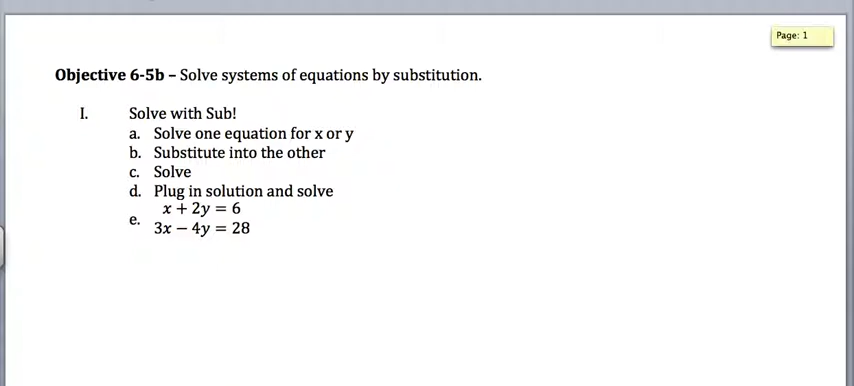 Page: 1
Objective 6-5b – Solve systems of equations by substitution.
I. Solve with Sub!
a. Solve one equation for x or y
b. Substitute into the other
c. Solve
d. Plug in solution and solve
e. x + 2y = 6
3x − 4y = 28